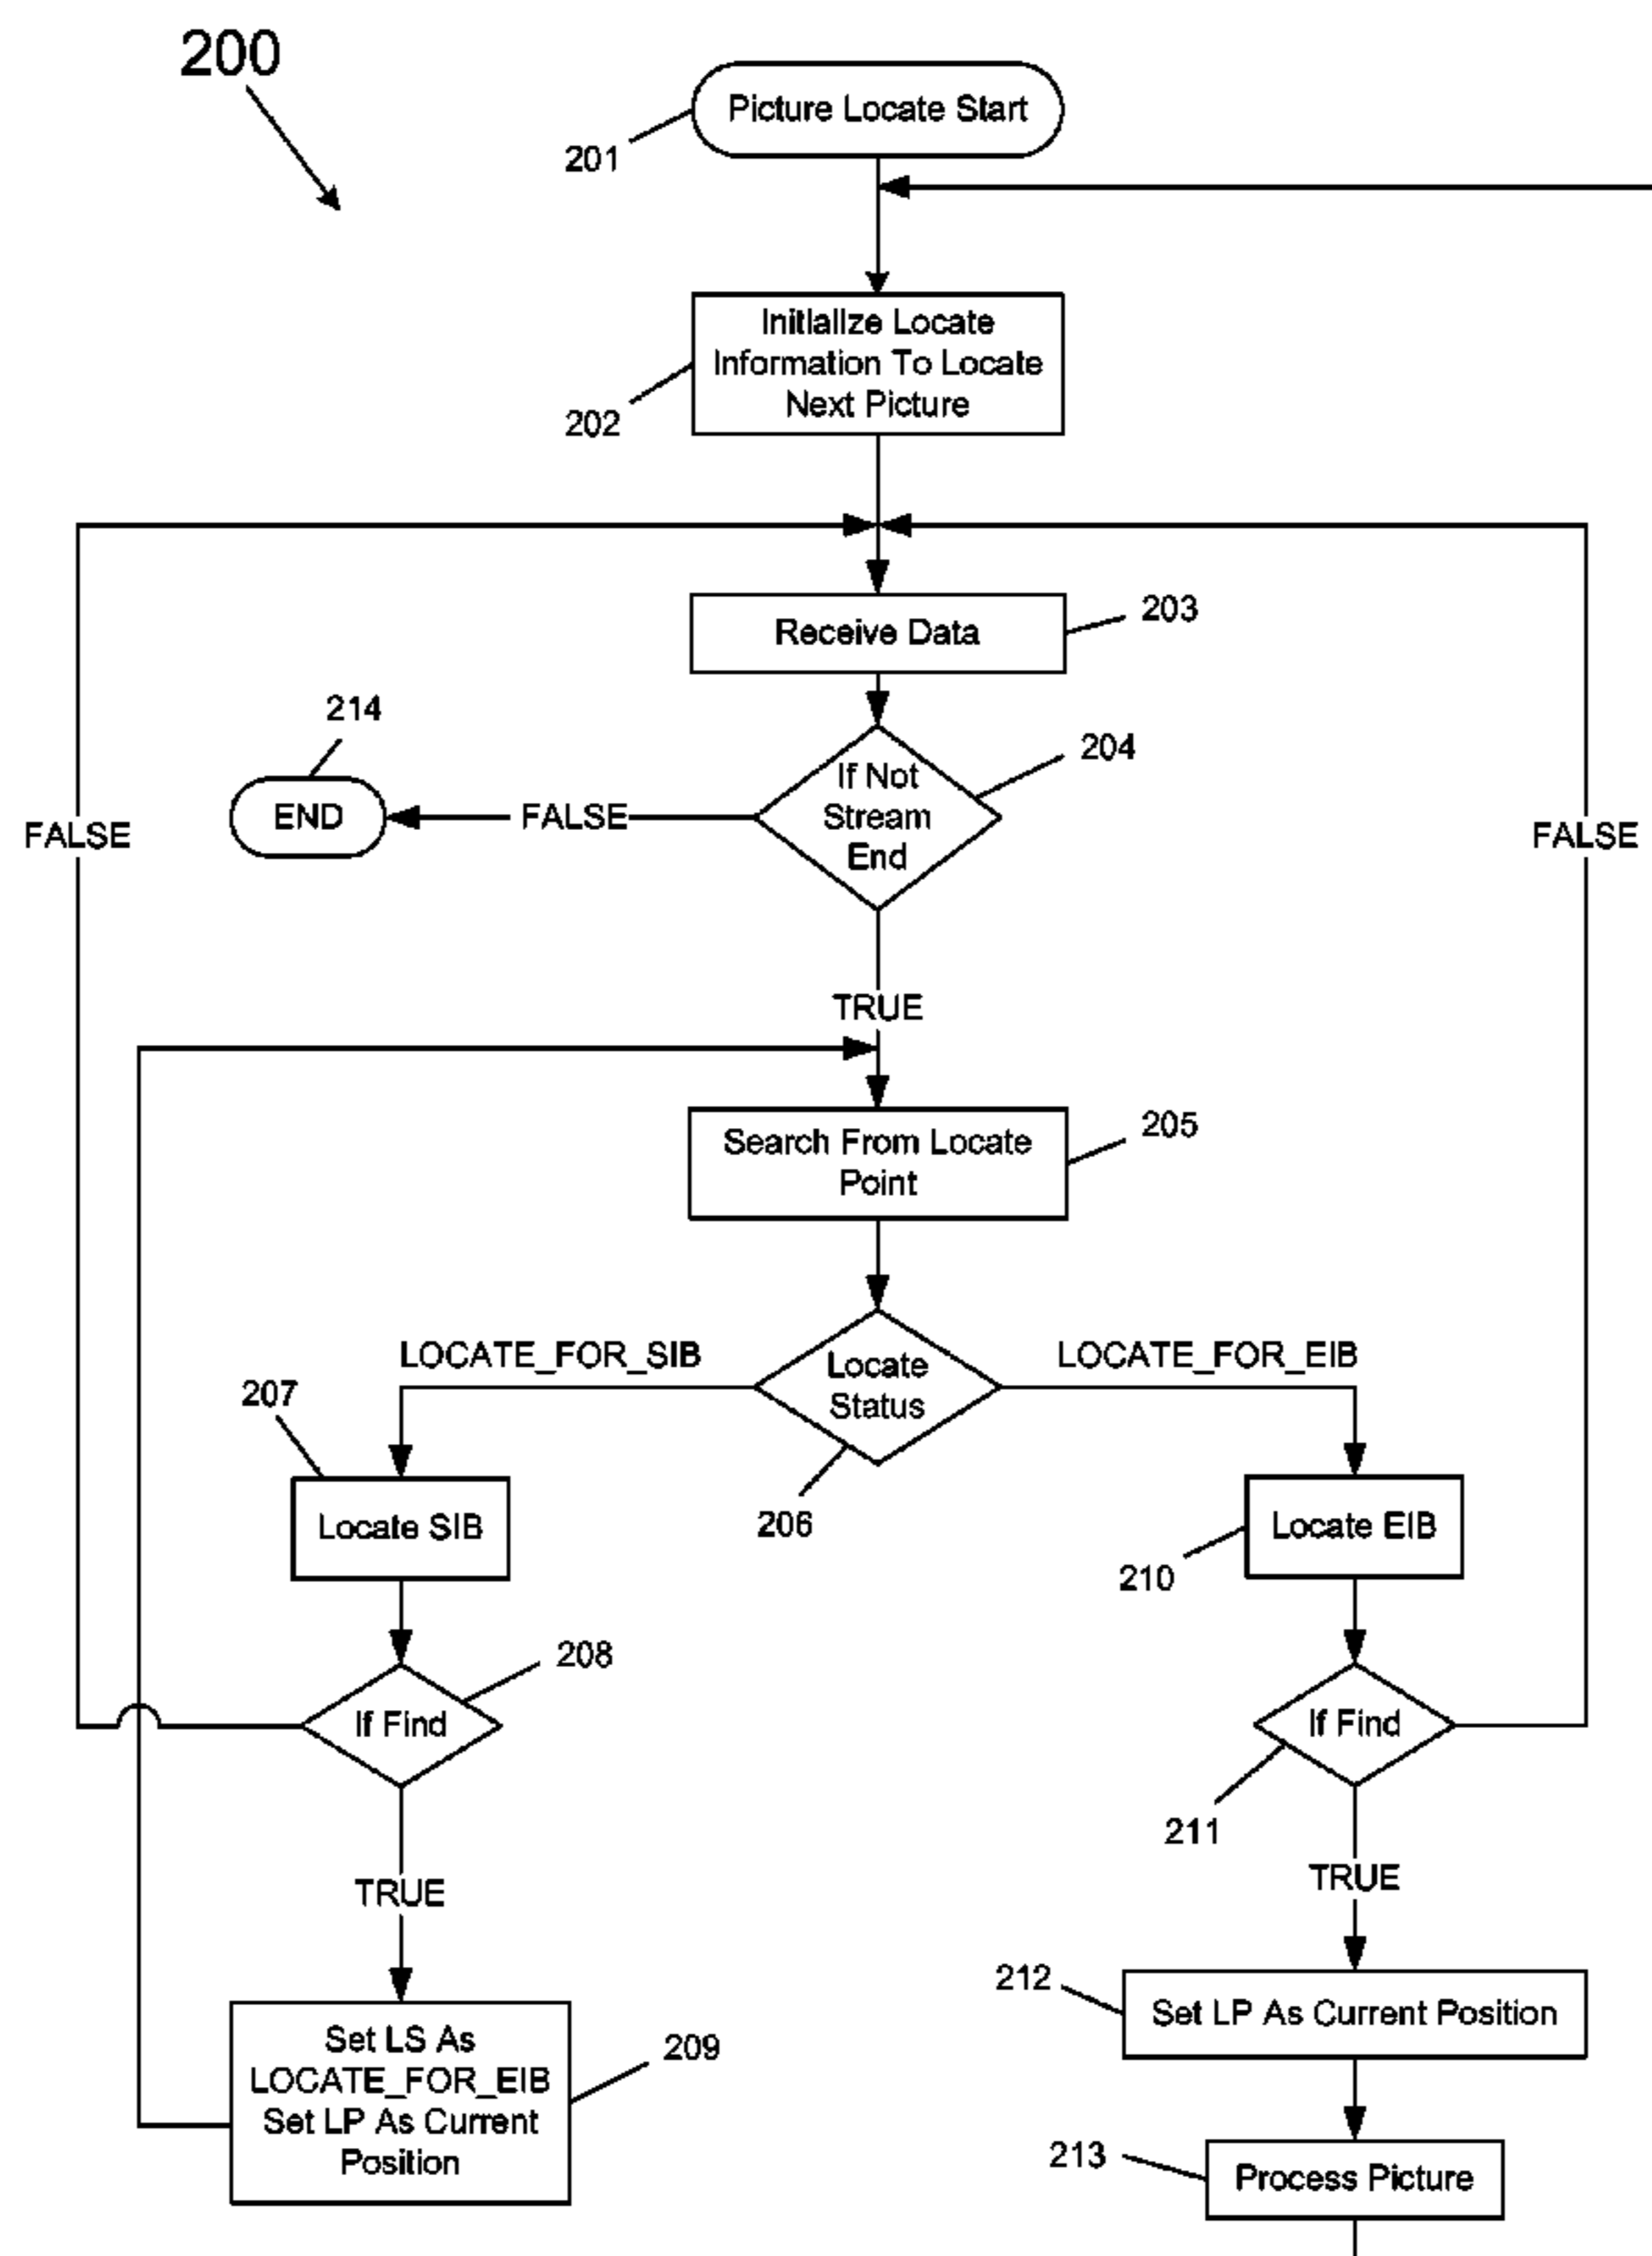 200
Picture Locate Start
201
Initialize Locate
Information To Locate
Next Picture
202
Receive Data
203
214
204
If Not
Stream
End
END
FALSE
FALSE
FALSE
TRUE
Search From Locate
Point
205
LOCATE_FOR_SIB
LOCATE_FOR_EIB
Locate
Status
207
206
Locate SIB
Locate EIB
210
208
If Find
If Find
211
TRUE
TRUE
212
Set LP As Current Position
Set LS As
LOCATE_FOR_EIB
Set LP As Current
Position
209
213
Process Picture